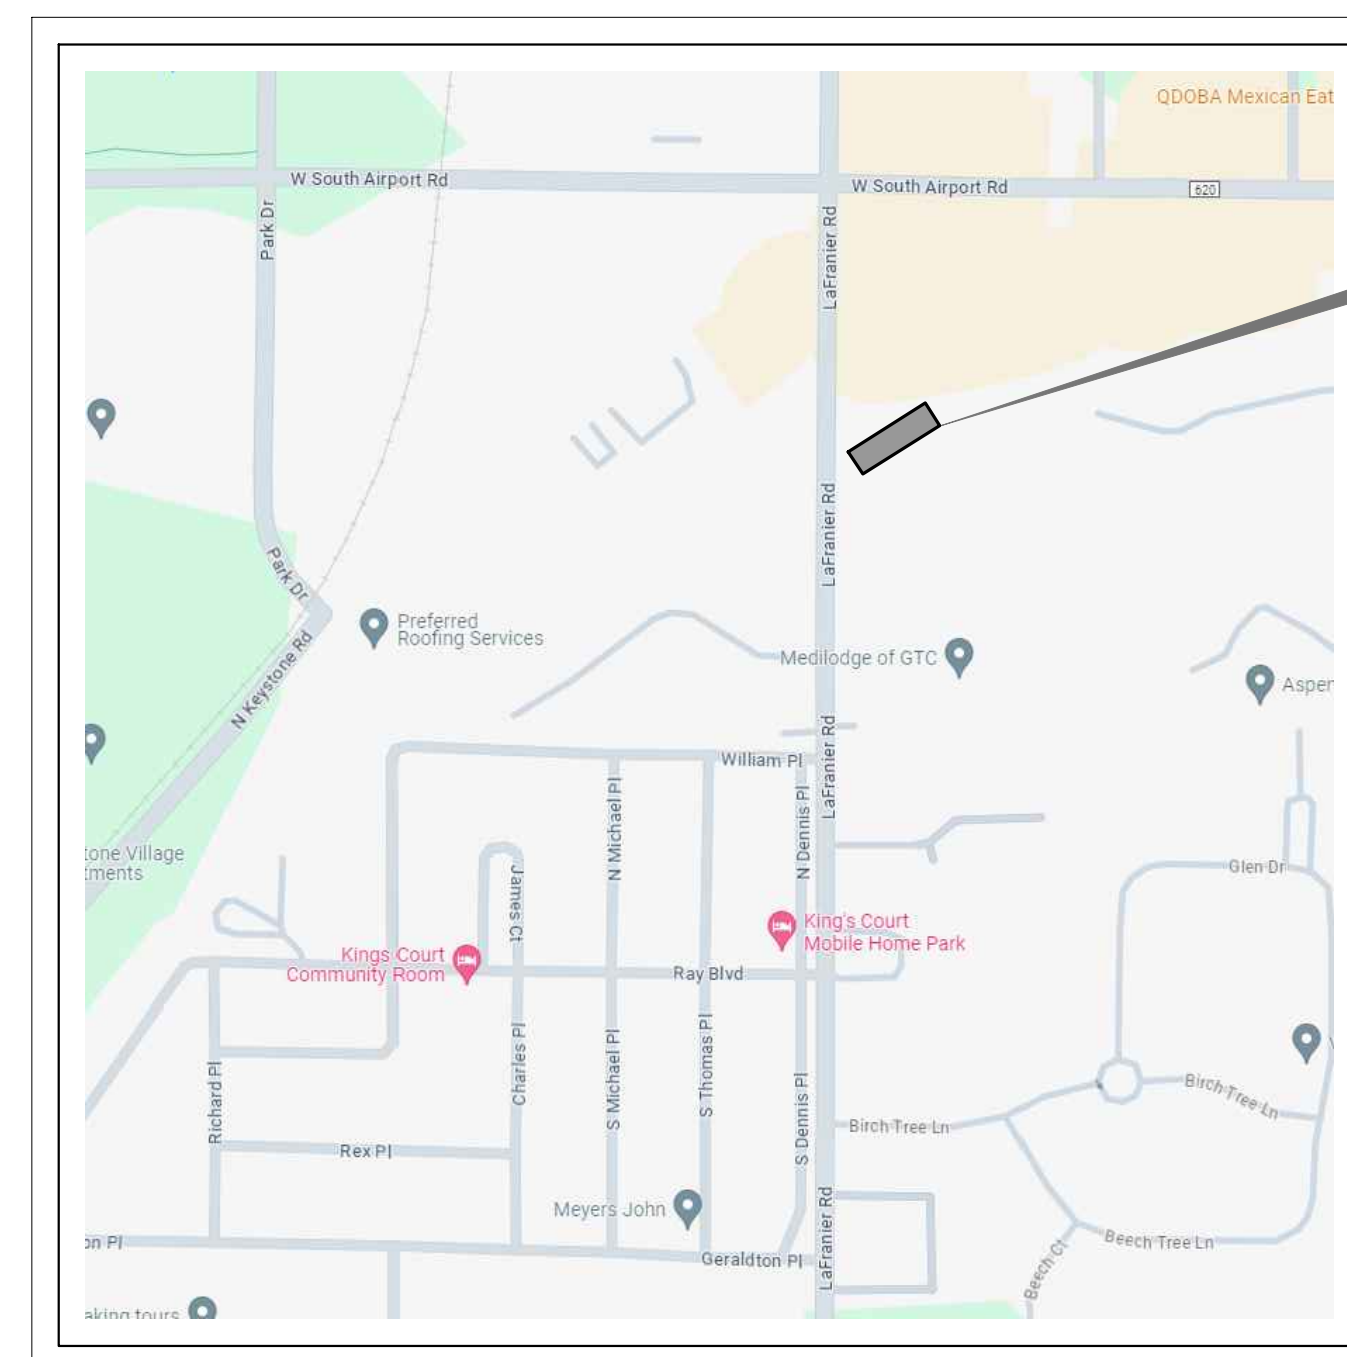 QDOBA Mexican Eat
W South Airport Rd
W South Airport Rd
620
Park Dr
LaFranier Rd
LaFranier Rd
Park Dr
Preferred
Roofing Services
N Keystone Rd
Medilodge of GTC
Aspen
LaFranier Rd
William Pl
N Michael Pl
N Dennis Pl
tone Village
tments
James Ct
Glen Dr
King's Court
Mobile Home Park
Kings Court
Community Room
Ray Blvd
Richard Pl
Charles Pl
S Michael Pl
S Thomas Pl
S Dennis Pl
Birch Tree Ln
Birch Tree Ln
Rex Pl
Meyers John
LaFranier Rd
on Pl
Geraldton Pl
Beech Tree Ln
Beech Ct
aking tours